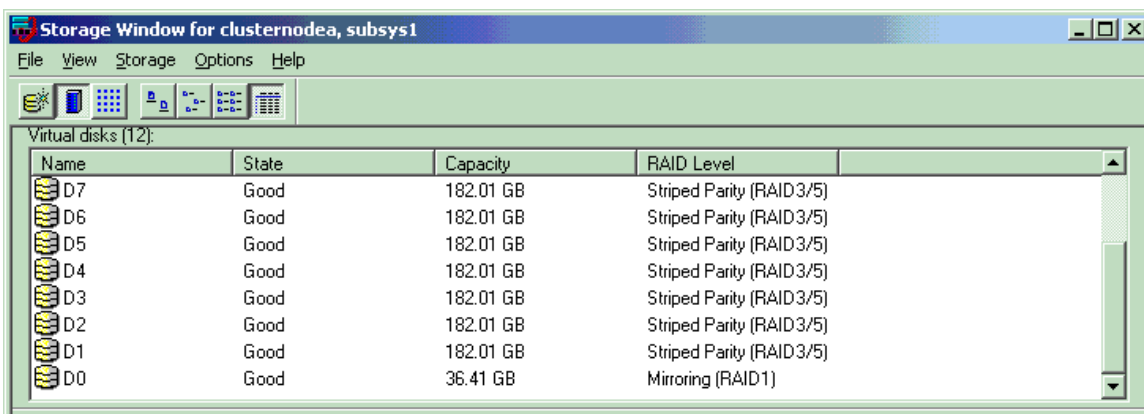 Storage Window for clusternodea, subsys1
File View Storage Options Help
Virtual disks (12):
Name State Capacity RAID Level
D7 Good 182.01 GB Striped Parity (RAID3/5)
D6 Good 182.01 GB Striped Parity (RAID3/5)
D5 Good 182.01 GB Striped Parity (RAID3/5)
D4 Good 182.01 GB Striped Parity (RAID3/5)
D3 Good 182.01 GB Striped Parity (RAID3/5)
D2 Good 182.01 GB Striped Parity (RAID3/5)
D1 Good 182.01 GB Striped Parity (RAID3/5)
D0 Good 36.41 GB Mirroring (RAID1)